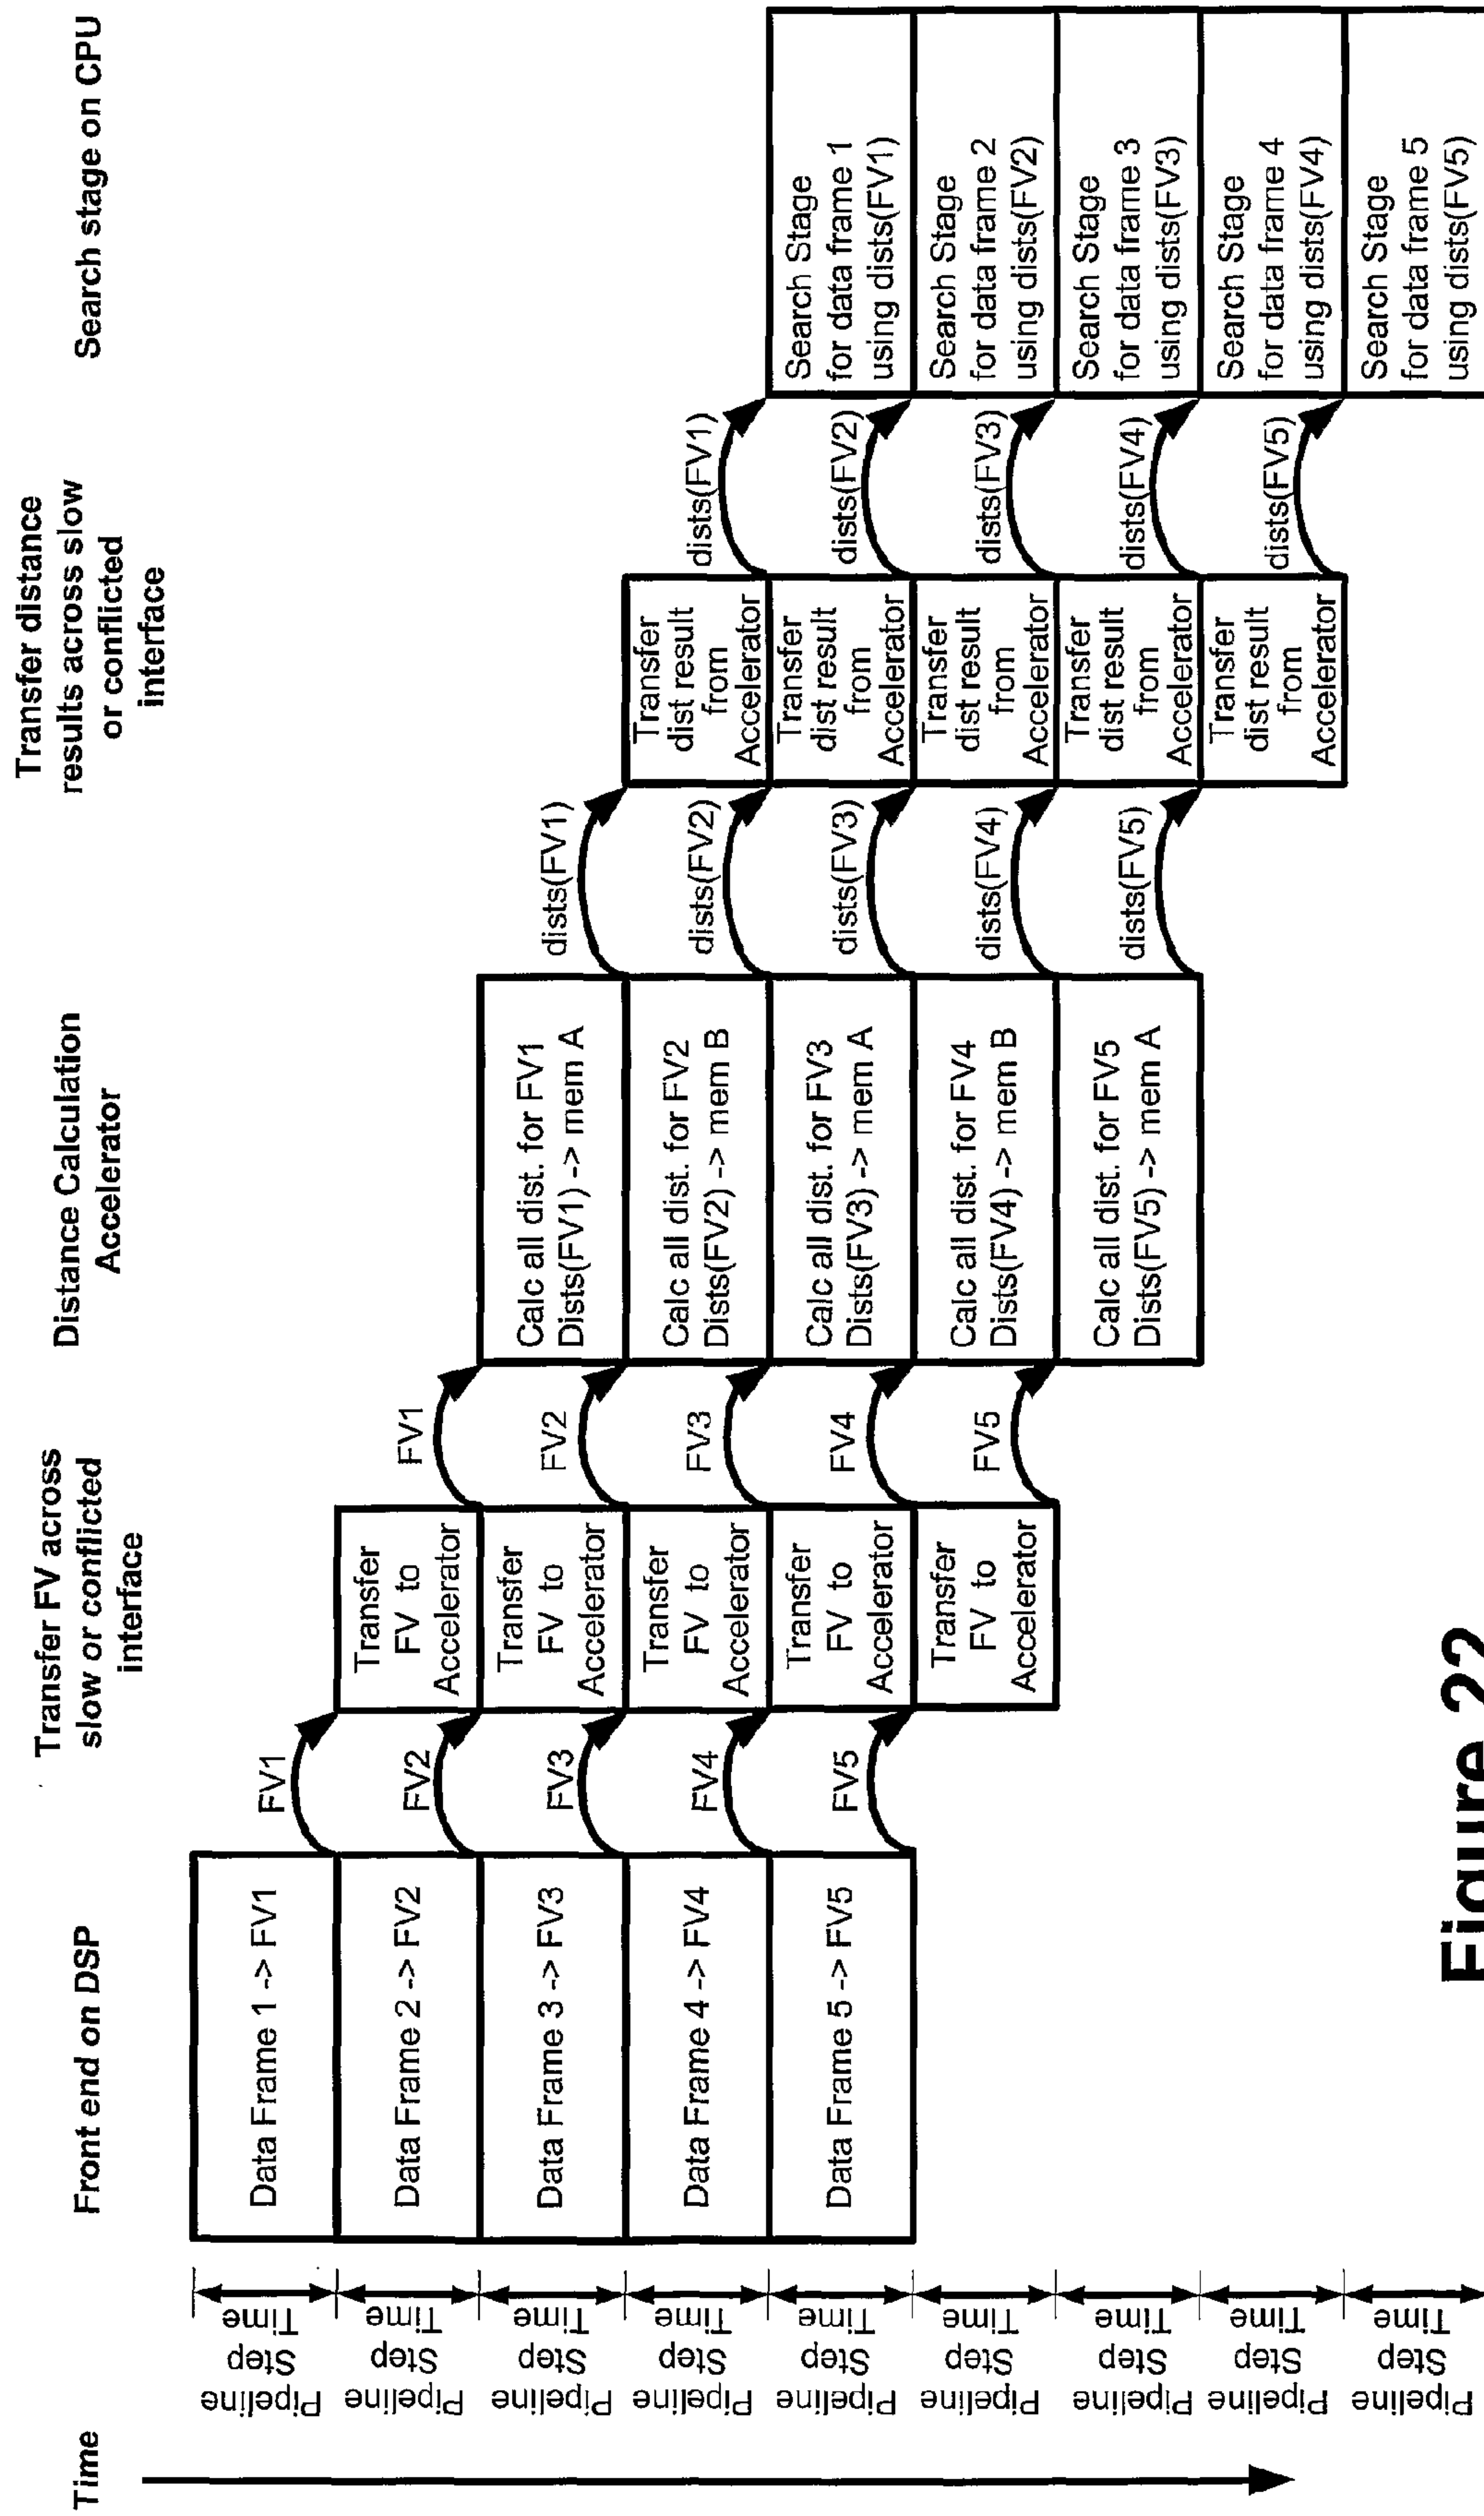 Time
Front end on DSP
Transfer FV across
slow or conflicted
interface
Distance Calculation
Accelerator
Transfer distance
results across slow
or conflicted
interface
Search stage on CPU
Pipeline
Step
Time
Data Frame 1 -> FV1
FV1
Pipeline
Step
Time
Data Frame 2 -> FV2
FV2
Transfer
FV to
Accelerator
FV1
Pipeline
Step
Time
Data Frame 3 -> FV3
FV3
Transfer
FV to
Accelerator
FV2
Calc all dist. for FV1
Dists(FV1) -> mem A
dists(FV1)
Pipeline
Step
Time
Data Frame 4 -> FV4
FV4
Transfer
FV to
Accelerator
FV3
Calc all dist. for FV2
Dists(FV2) -> mem B
dists(FV2)
Transfer
dist result
from
Accelerator
dists(FV1)
Pipeline
Step
Time
Data Frame 5 -> FV5
FV5
Transfer
FV to
Accelerator
FV4
Calc all dist. for FV3
Dists(FV3) -> mem A
dists(FV3)
Transfer
dist result
from
Accelerator
dists(FV2)
Search Stage
for data frame 1
using dists(FV1)
Pipeline
Step
Time
Transfer
FV to
Accelerator
FV5
Calc all dist. for FV4
Dists(FV4) -> mem B
dists(FV4)
Transfer
dist result
from
Accelerator
dists(FV3)
Search Stage
for data frame 2
using dists(FV2)
Pipeline
Step
Time
Calc all dist. for FV5
Dists(FV5) -> mem A
dists(FV5)
Transfer
dist result
from
Accelerator
dists(FV4)
Search Stage
for data frame 3
using dists(FV3)
Pipeline
Step
Time
Transfer
dist result
from
Accelerator
dists(FV5)
Search Stage
for data frame 4
using dists(FV4)
Pipeline
Step
Time
Search Stage
for data frame 5
using dists(FV5)
Figure 22